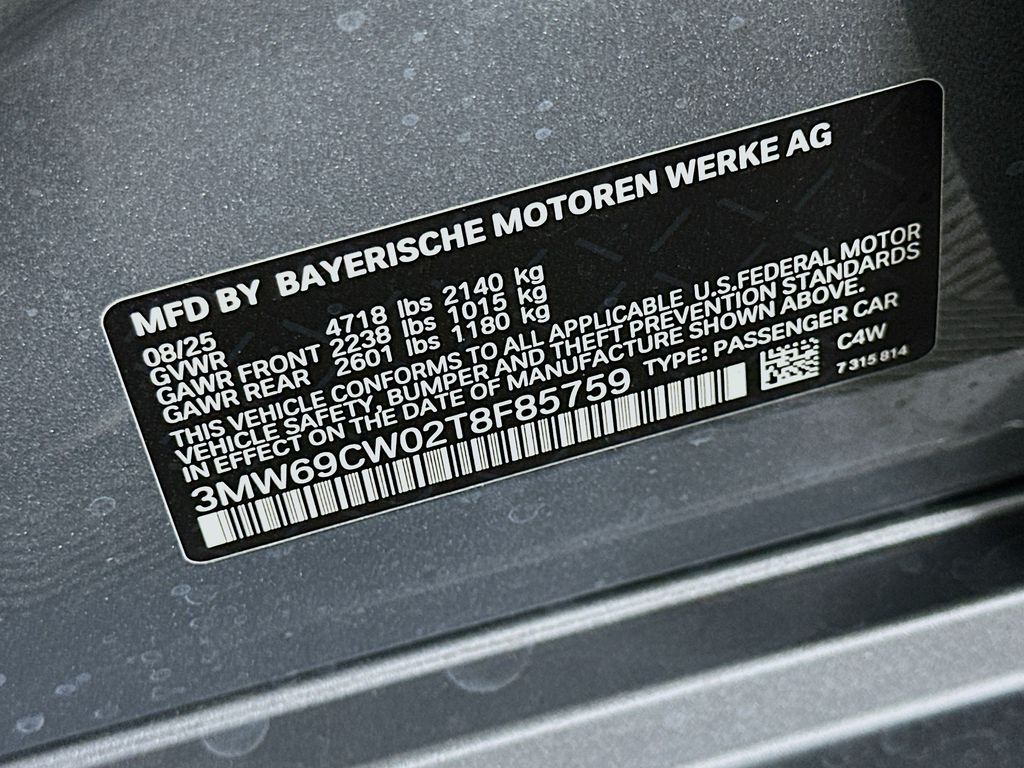 MFD BY BAYERISCHE MOTOREN WERKE AG
08/25
GVWR 4718 lbs 2140 kg
GAWR FRONT 2238 lbs 1015 kg
GAWR REAR 2601 lbs 1180 kg
THIS VEHICLE CONFORMS TO ALL APPLICABLE U.S.FEDERAL MOTOR
VEHICLE SAFETY, BUMPER AND THEFT PREVENTION STANDARDS
IN EFFECT ON THE DATE OF MANUFACTURE SHOWN ABOVE.
3MW69CW02T8F85759 TYPE: PASSENGER CAR
C4W
7 315 814